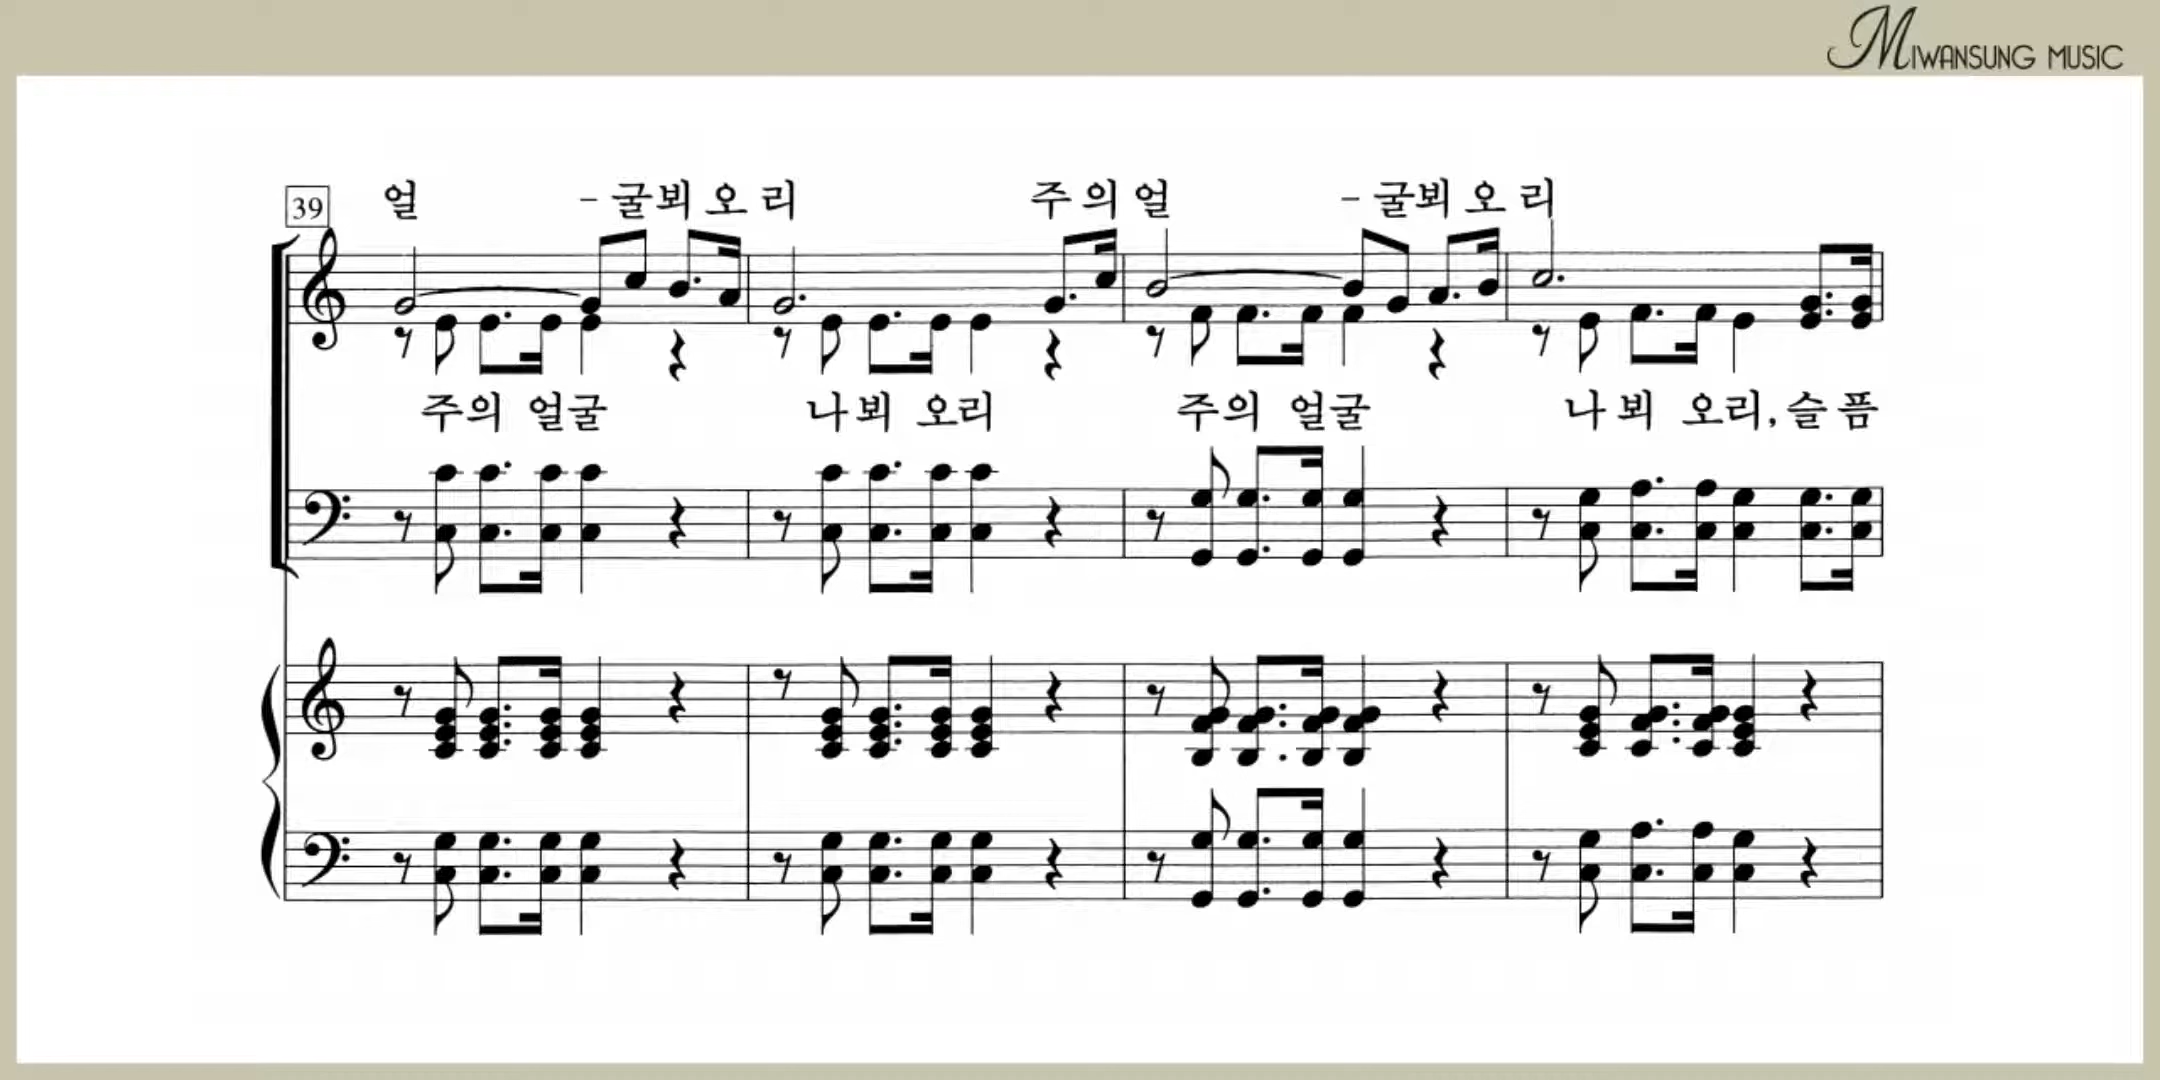 MIWANSUNG MUSIC
39
얼 - 굴뵈오리 주의얼 - 굴뵈오리
주의 얼굴 나뵈 오리 주의 얼굴 나뵈 오리, 슬픔